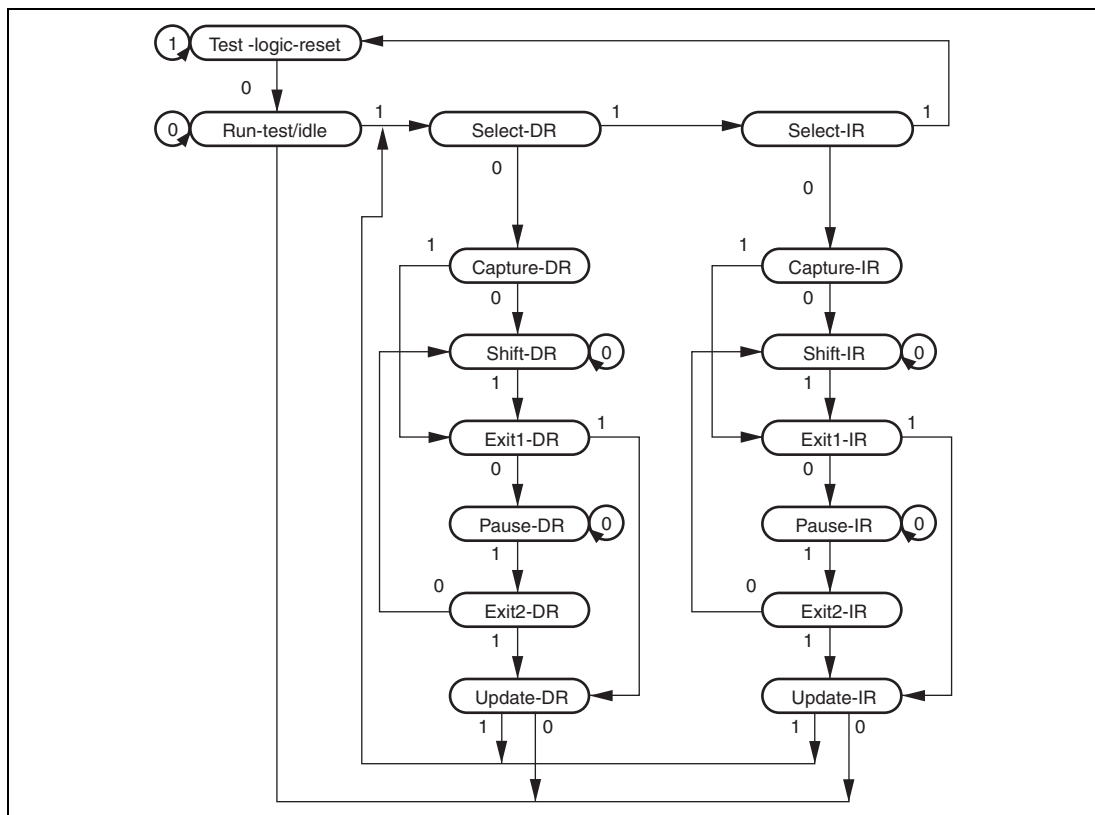 1 Test -logic-reset
0
0 Run-test/idle 1 Select-DR 1 Select-IR 1
0 0
1 Capture-DR 1 Capture-IR
0 0
Shift-DR 0 Shift-IR 0
1 1
Exit1-DR 1 Exit1-IR 1
0 0
Pause-DR 0 Pause-IR 0
1 1
0 Exit2-DR 0 Exit2-IR
1 1
Update-DR Update-IR
1 0 1 0